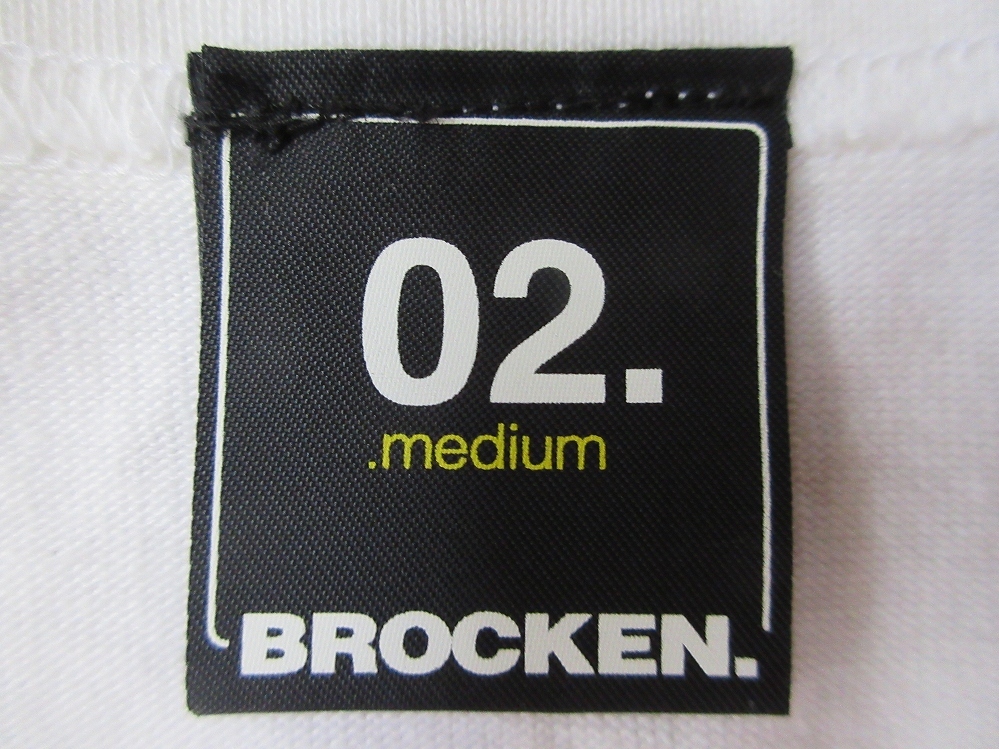 02.
.medium
BROCKEN.